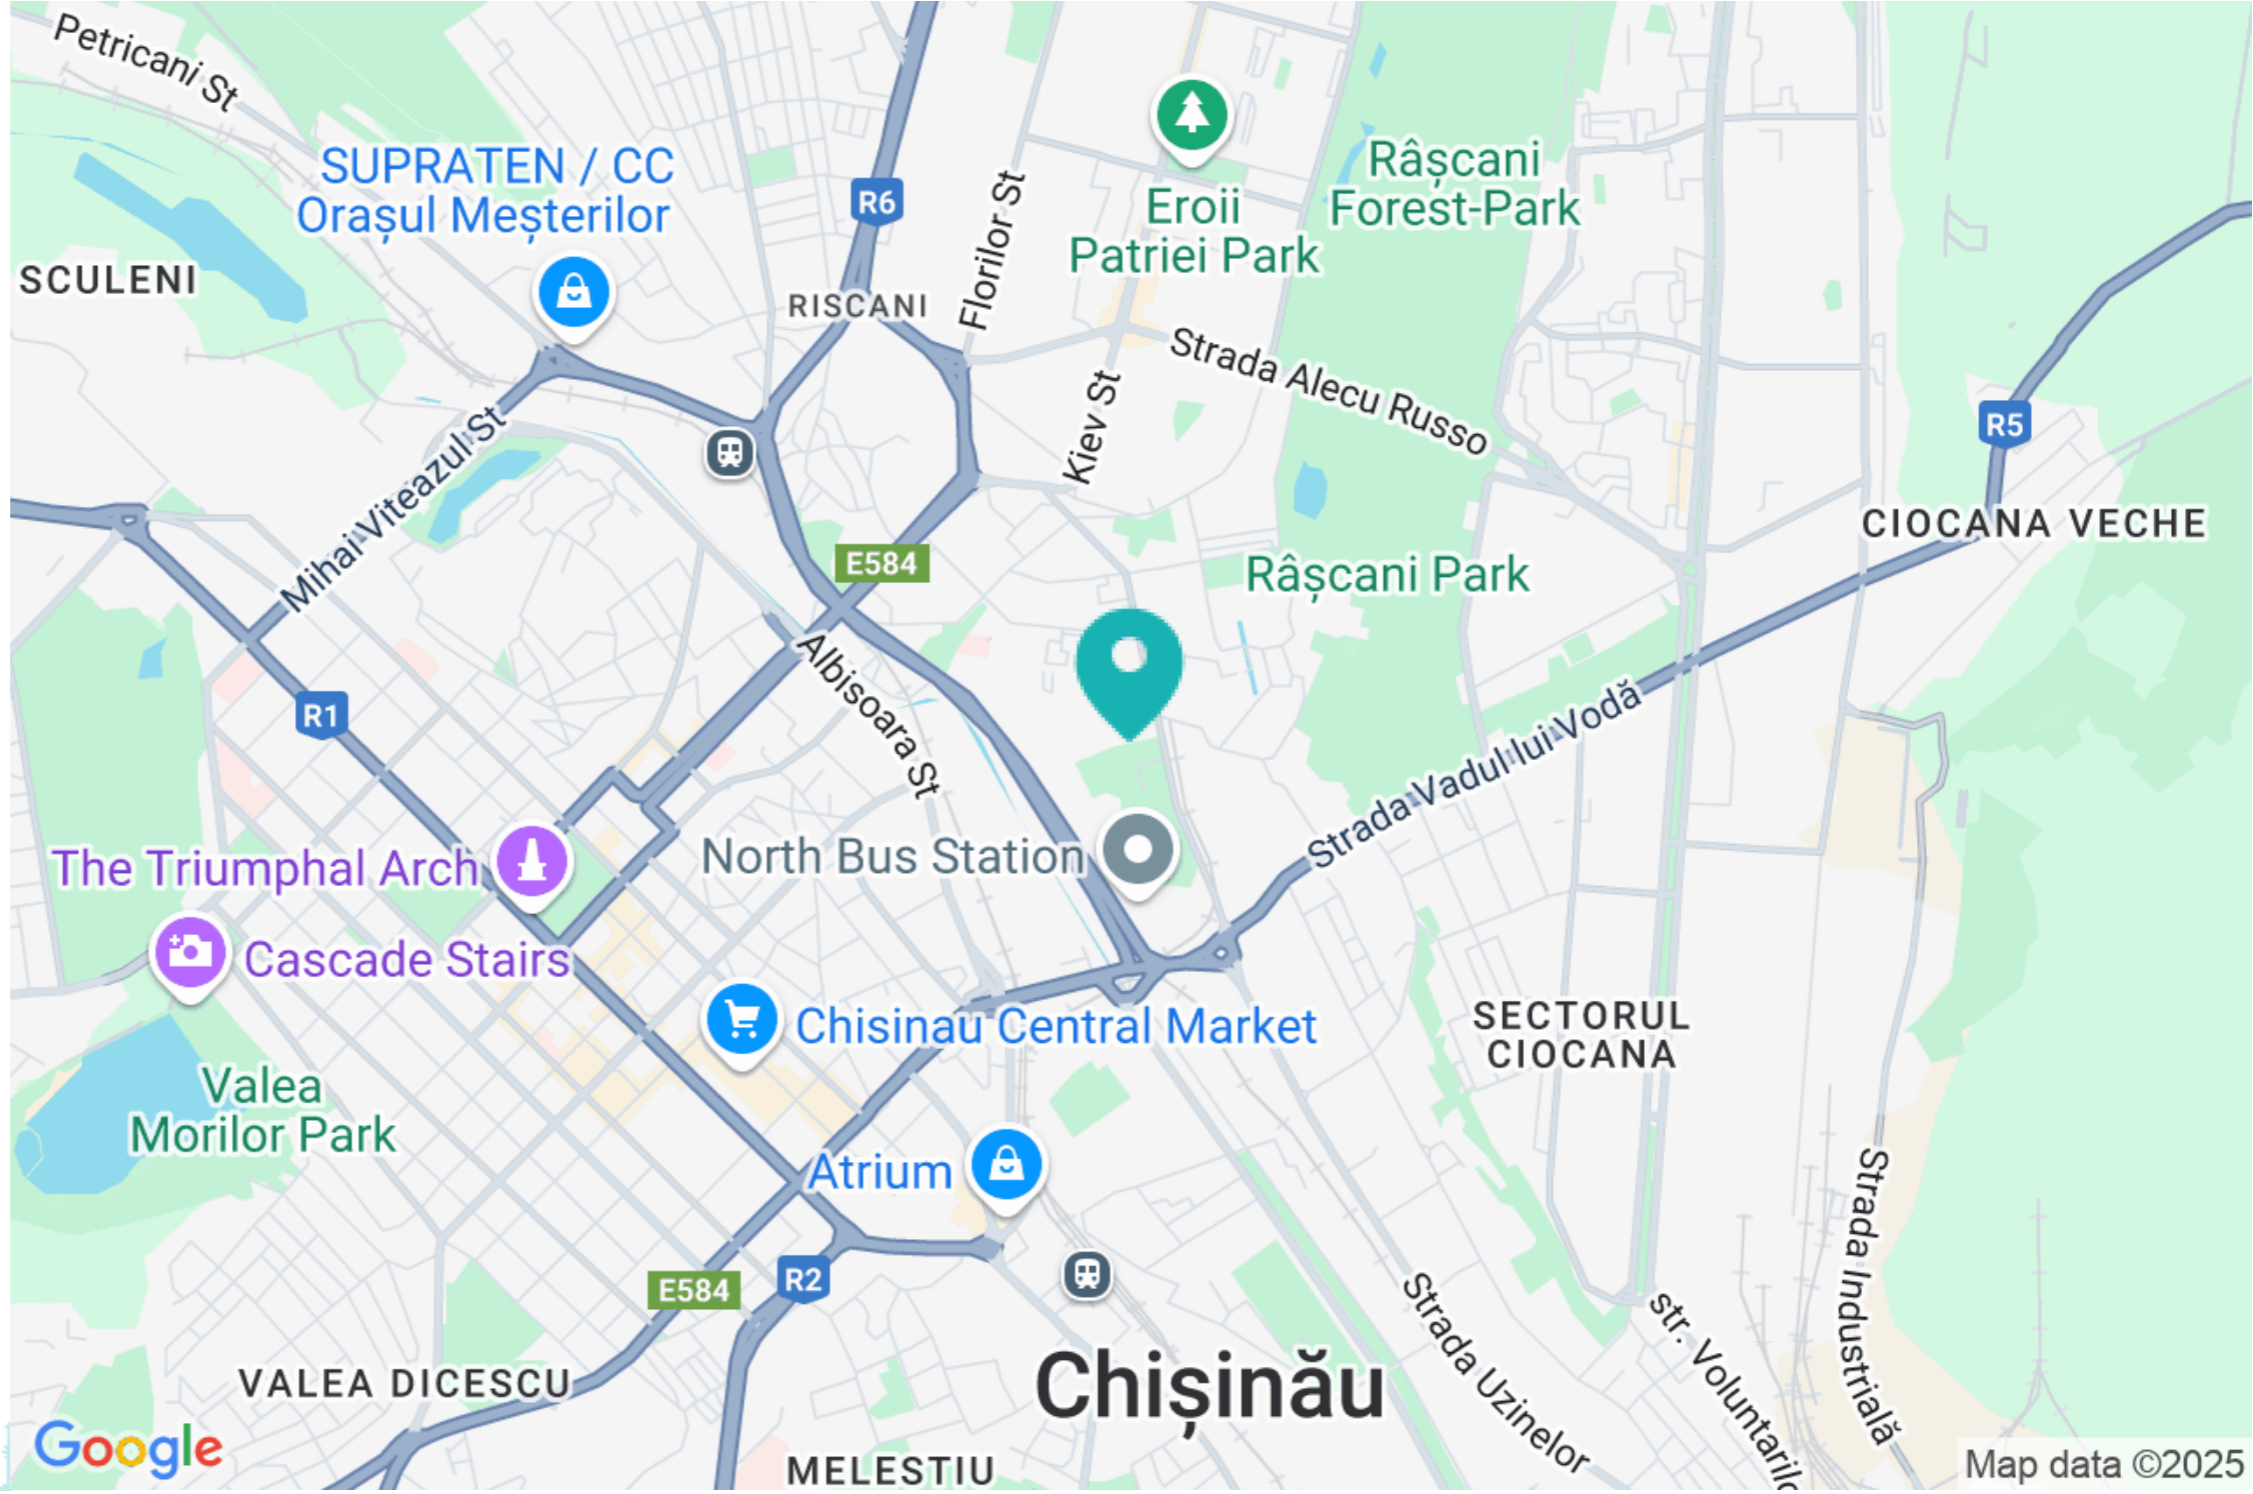 Petricani St
SUPRATEN / CC
Orașul Meșterilor
R6
Florilor St
Eroii
Patriei Park
Râșcani
Forest-Park
SCULENI
RISCANI
Strada Alecu Russo
Kiev St
Mihai Viteazul St
R5
CIOCANA VECHE
E584
Râșcani Park
R1
Albisoara St
Strada Vadul lui Vodă
The Triumphal Arch
North Bus Station
Cascade Stairs
Chisinau Central Market
SECTORUL
CIOCANA
Valea
Morilor Park
Atrium
E584
R2
Strada Industrială
Strada Uzinelor
str. Voluntarilo
VALEA DICESCU
Chișinău
MELESTIU
Google
Map data ©2025